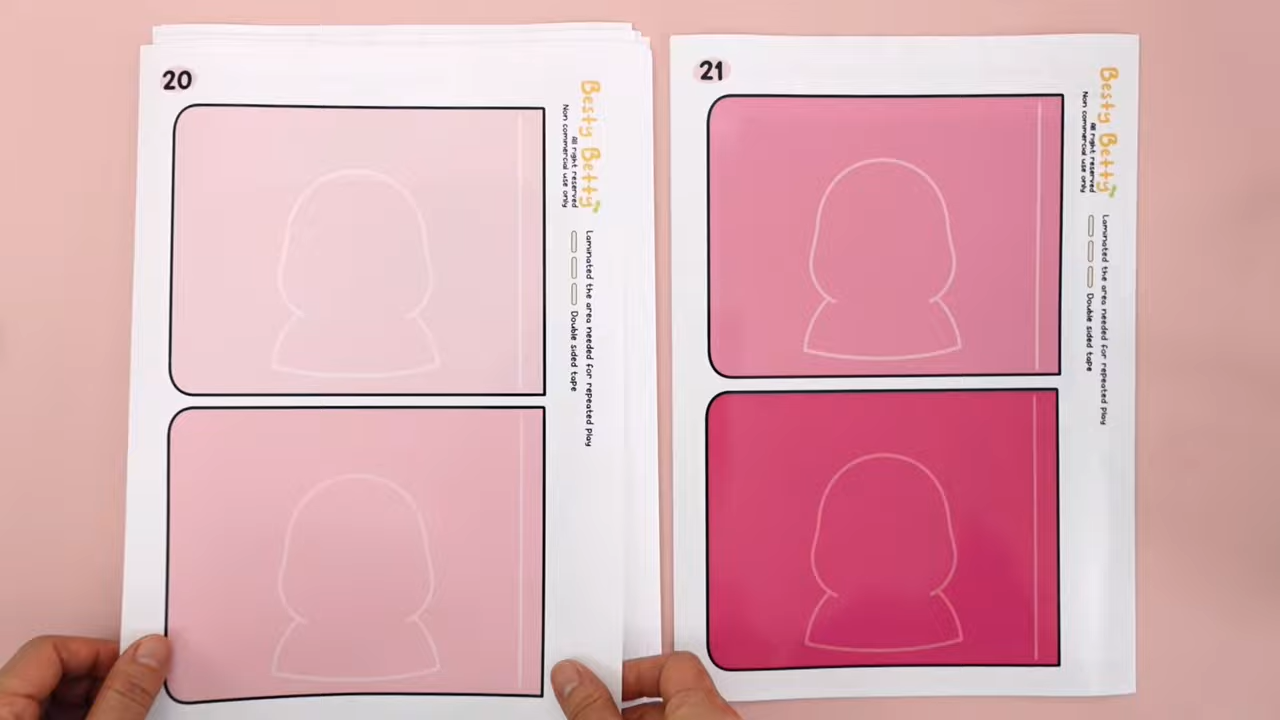 20
Besty Betty
All right reserved
Non commercial use only
Laminated the area needed for repeated play
Double sided tape
21
Besty Betty
All right reserved
Non commercial use only
Laminated the area needed for repeated play
Double sided tape